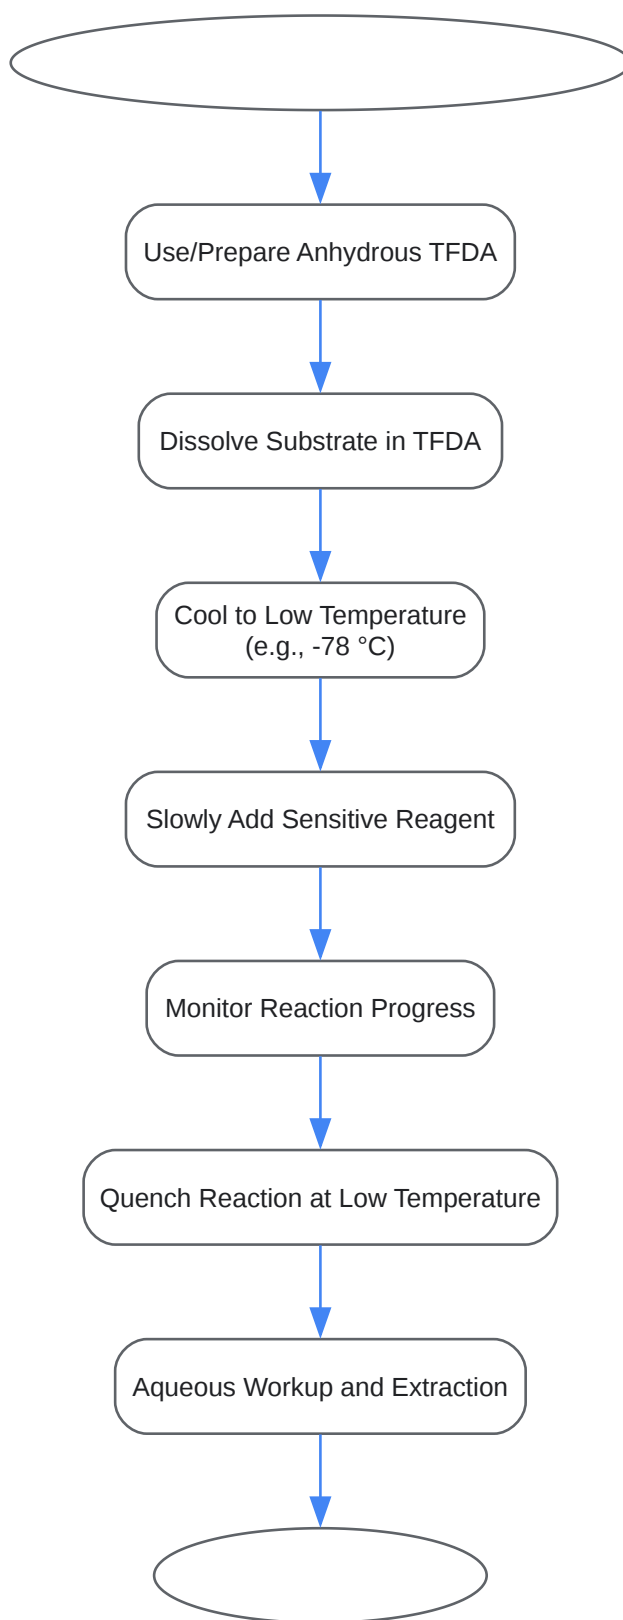 Use/Prepare Anhydrous TFDA
Dissolve Substrate in TFDA
Cool to Low Temperature
(e.g., -78 °C)
Slowly Add Sensitive Reagent
Monitor Reaction Progress
Quench Reaction at Low Temperature
Aqueous Workup and Extraction